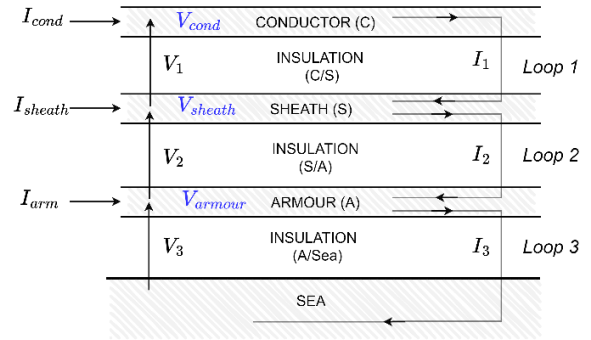 I_cond V_cond CONDUCTOR (C)
V_1 INSULATION I_1 Loop 1
(C/S)
I_sheath V_sheath SHEATH (S)
V_2 INSULATION I_2 Loop 2
(S/A)
I_arm V_armour ARMOUR (A)
V_3 INSULATION I_3 Loop 3
(A/Sea)
SEA